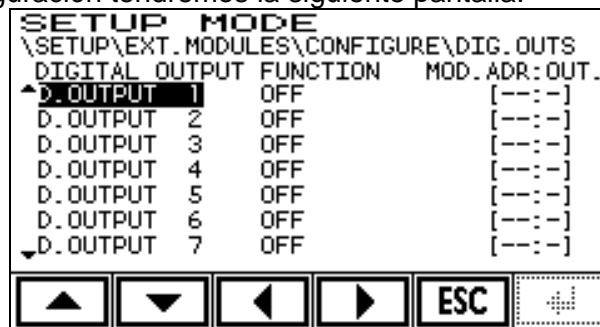 guración tendremos la siguiente pantalla:
SETUP MODE
\SETUP\EXT.MODULES\CONFIGURE\DIG.OUTS
DIGITAL OUTPUT FUNCTION MOD.ADR:OUT.
D.OUTPUT 1 OFF [--:-]
D.OUTPUT 2 OFF [--:-]
D.OUTPUT 3 OFF [--:-]
D.OUTPUT 4 OFF [--:-]
D.OUTPUT 5 OFF [--:-]
D.OUTPUT 6 OFF [--:-]
D.OUTPUT 7 OFF [--:-]
ESC